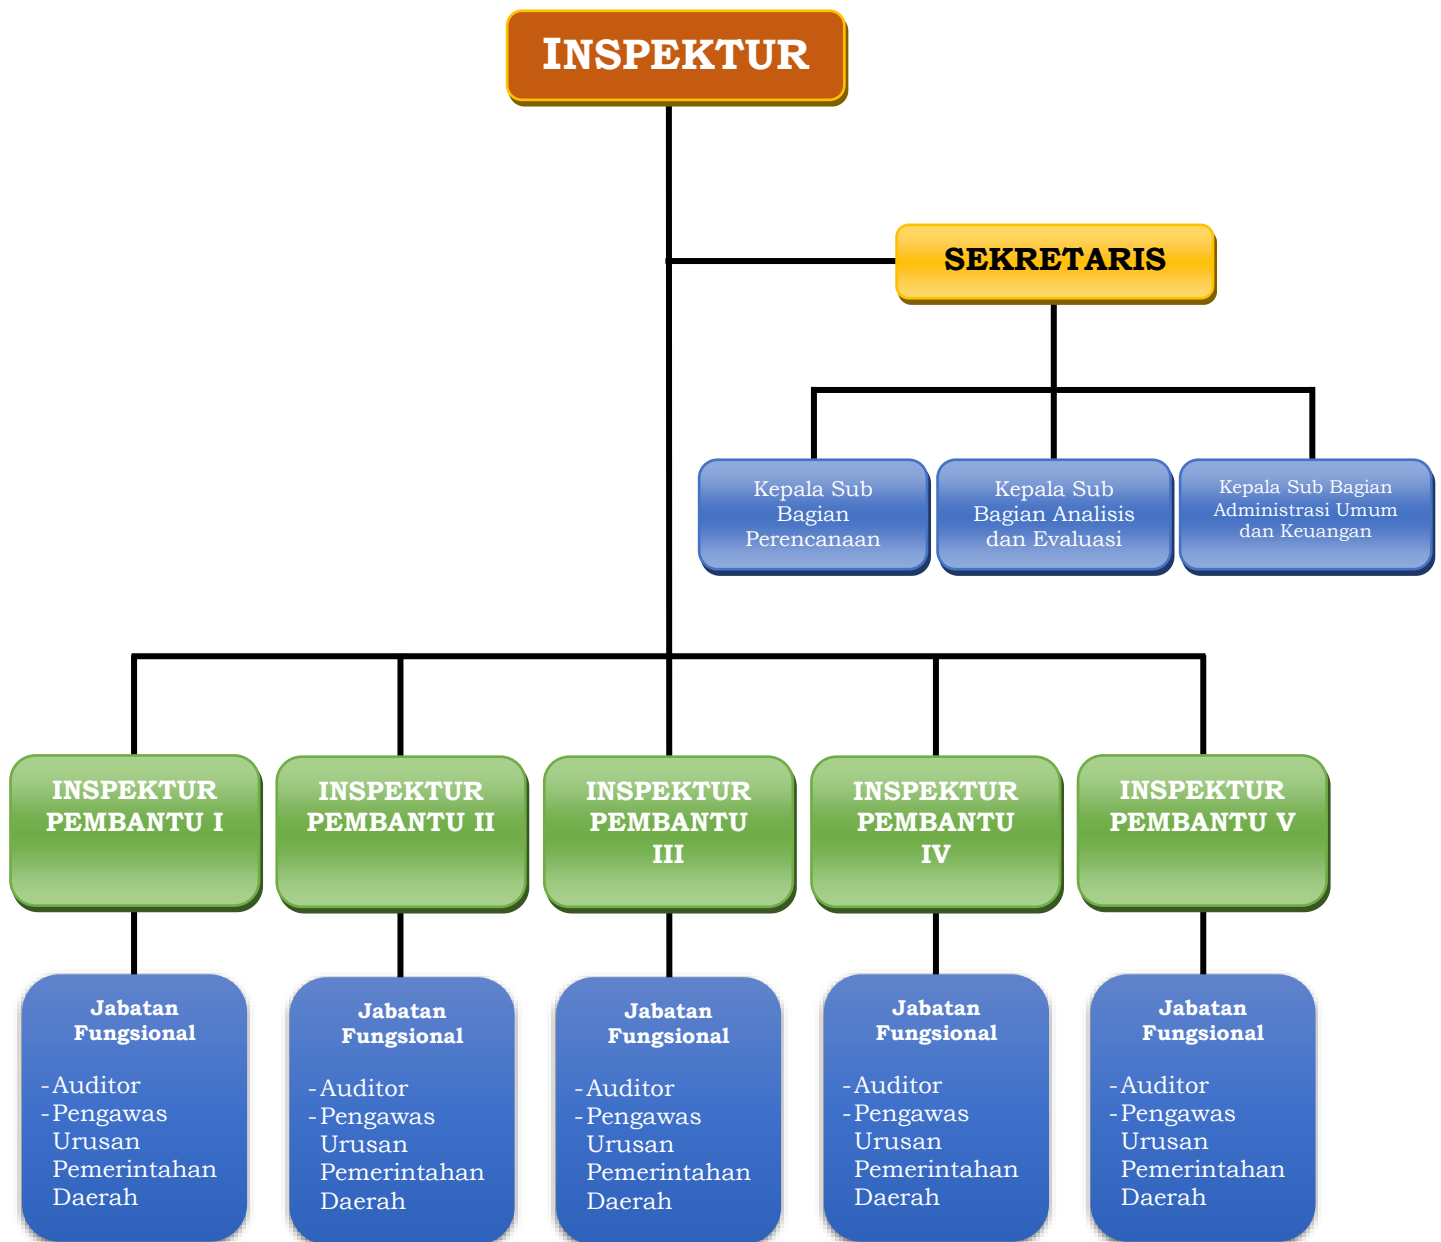 INSPEKTUR
SEKRETARIS
Kepala Sub
Bagian
Perencanaan
Kepala Sub
Bagian Analisis
dan Evaluasi
Kepala Sub Bagian
Administrasi Umum
dan Keuangan
INSPEKTUR
PEMBANTU I
INSPEKTUR
PEMBANTU II
INSPEKTUR
PEMBANTU
III
INSPEKTUR
PEMBANTU
IV
INSPEKTUR
PEMBANTU V
Jabatan
Fungsional
-Auditor
-Pengawas
Urusan
Pemerintahan
Daerah
Jabatan
Fungsional
-Auditor
-Pengawas
Urusan
Pemerintahan
Daerah
Jabatan
Fungsional
-Auditor
-Pengawas
Urusan
Pemerintahan
Daerah
Jabatan
Fungsional
-Auditor
-Pengawas
Urusan
Pemerintahan
Daerah
Jabatan
Fungsional
-Auditor
-Pengawas
Urusan
Pemerintahan
Daerah